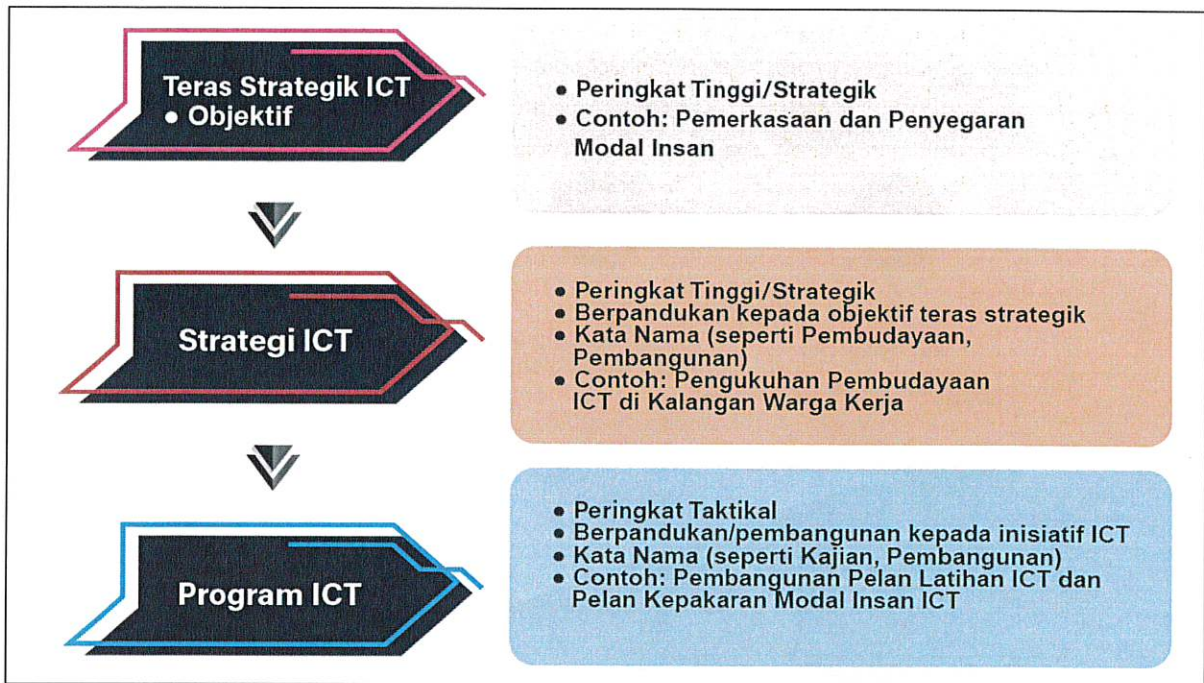 Teras Strategik ICT
● Objektif
● Peringkat Tinggi/Strategik
● Contoh: Pemerkasaan dan Penyegaran
Modal Insan
Strategi ICT
● Peringkat Tinggi/Strategik
● Berpandukan kepada objektif teras strategik
● Kata Nama (seperti Pembudayaan,
Pembangunan)
● Contoh: Pengukuhan Pembudayaan
ICT di Kalangan Warga Kerja
Program ICT
● Peringkat Taktikal
● Berpandukan/pembangunan kepada inisiatif ICT
● Kata Nama (seperti Kajian, Pembangunan)
● Contoh: Pembangunan Pelan Latihan ICT dan
Pelan Kepakaran Modal Insan ICT